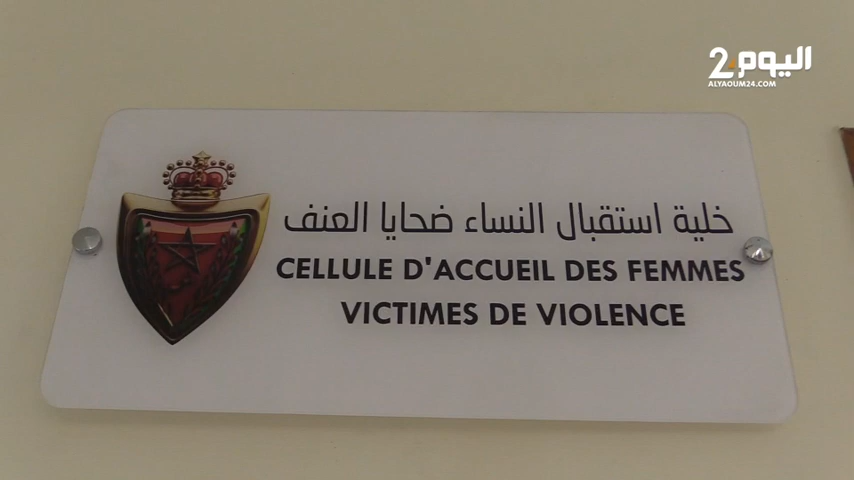 اليوم 24
ALYAOUM24.COM
خلية استقبال النساء ضحايا العنف
CELLULE D'ACCUEIL DES FEMMES
VICTIMES DE VIOLENCE